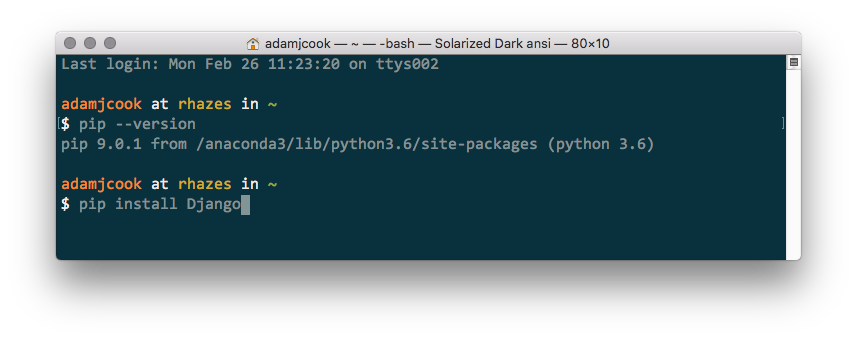 adamjcook — ~ — -bash — Solarized Dark ansi — 80×10
Last login: Mon Feb 26 11:23:20 on ttys002
adamjcook at rhazes in ~
$ pip --version
pip 9.0.1 from /anaconda3/lib/python3.6/site-packages (python 3.6)
adamjcook at rhazes in ~
$ pip install Django